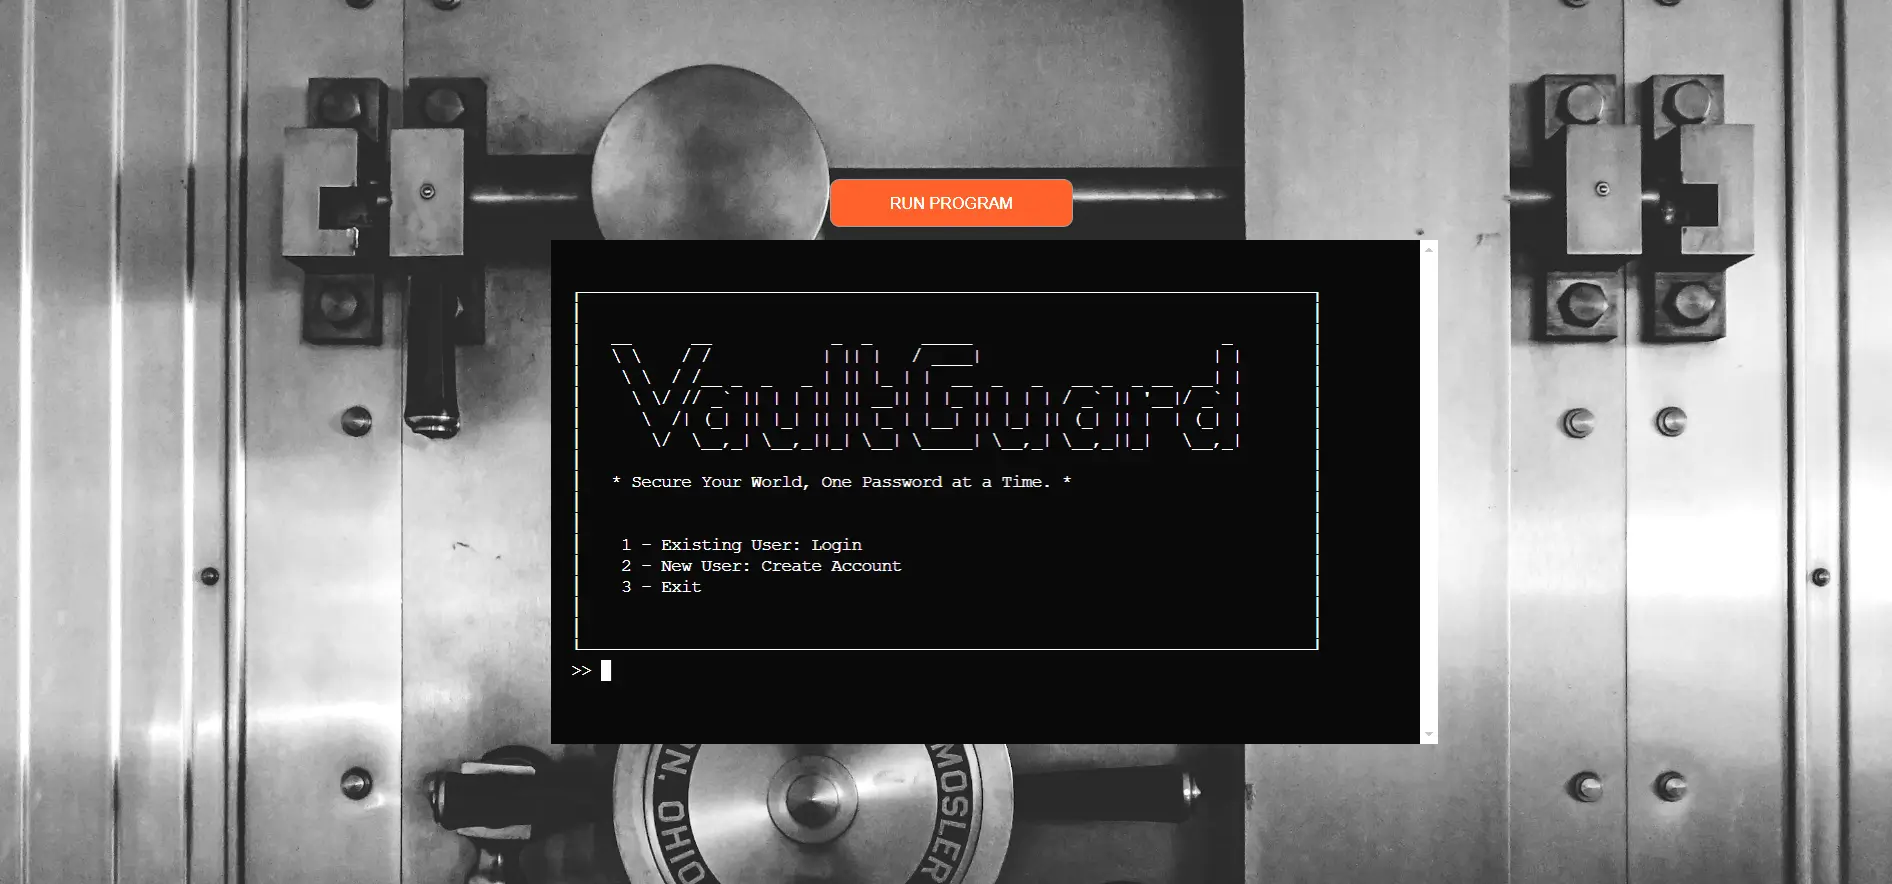 RUN PROGRAM
VaultGuard
* Secure Your World, One Password at a Time. *
1 - Existing User: Login
2 - New User: Create Account
3 - Exit
>>
N, OHIO
MOSLER